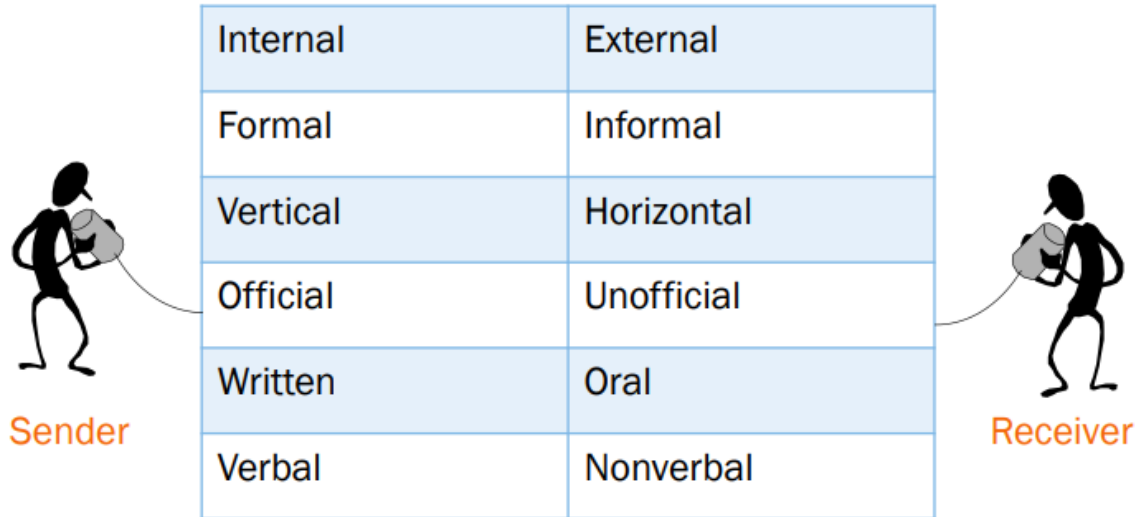 Internal External
Formal Informal
Vertical Horizontal
Official Unofficial
Written Oral
Sender Receiver
Verbal Nonverbal